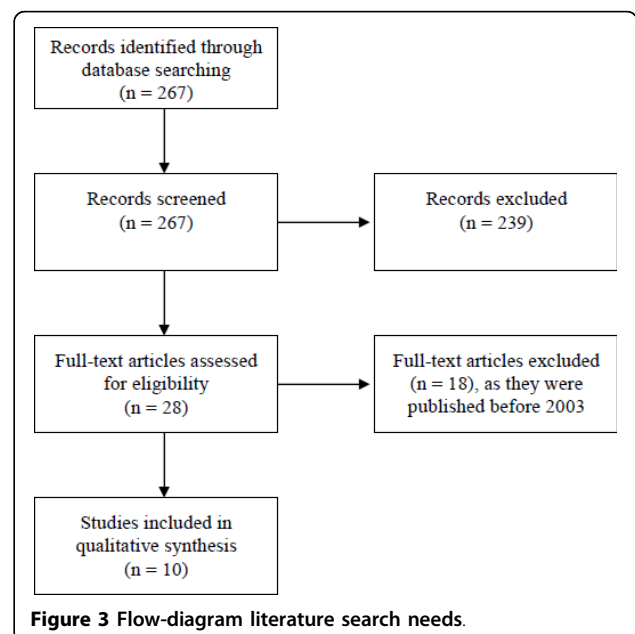 Records identified through
database searching
(n = 267)
Records screened
(n = 267)
Records excluded
(n = 239)
Full-text articles assessed
for eligibility
(n = 28)
Full-text articles excluded
(n = 18), as they were
published before 2003
Studies included in
qualitative synthesis
(n = 10)
Figure 3 Flow-diagram literature search needs.